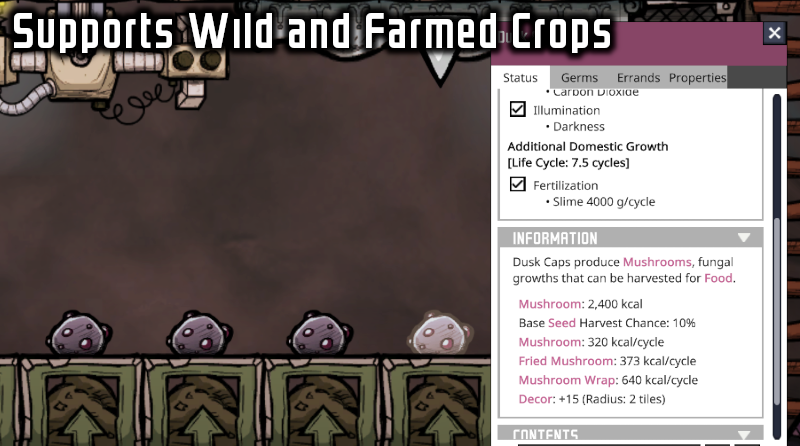 Supports Wild and Farmed Crops
Status Germs Errands Properties
• Carbon Dioxide
Illumination
• Darkness
Additional Domestic Growth
[Life Cycle: 7.5 cycles]
Fertilization
• Slime 4000 g/cycle
INFORMATION
Dusk Caps produce Mushrooms, fungal
growths that can be harvested for Food.
Mushroom: 2,400 kcal
Base Seed Harvest Chance: 10%
Mushroom: 320 kcal/cycle
Fried Mushroom: 373 kcal/cycle
Mushroom Wrap: 640 kcal/cycle
Decor: +15 (Radius: 2 tiles)
CONTENTS